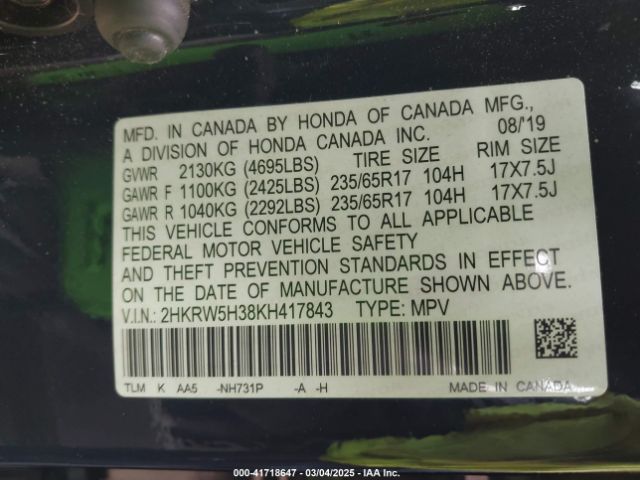 MFD. IN CANADA BY HONDA OF CANADA MFG.,
A DIVISION OF HONDA CANADA INC. 08/'19
GVWR 2130KG (4695LBS) TIRE SIZE RIM SIZE
GAWR F 1100KG (2425LBS) 235/65R17 104H 17X7.5J
GAWR R 1040KG (2292LBS) 235/65R17 104H 17X7.5J
THIS VEHICLE CONFORMS TO ALL APPLICABLE
FEDERAL MOTOR VEHICLE SAFETY
AND THEFT PREVENTION STANDARDS IN EFFECT
ON THE DATE OF MANUFACTURE SHOWN ABOVE.
V.I.N.: 2HKRW5H38KH417843 TYPE: MPV
TLM K AA5 -NH731P -A -H MADE IN CANADA
000-41718647 - 03/04/2025 - IAA Inc.